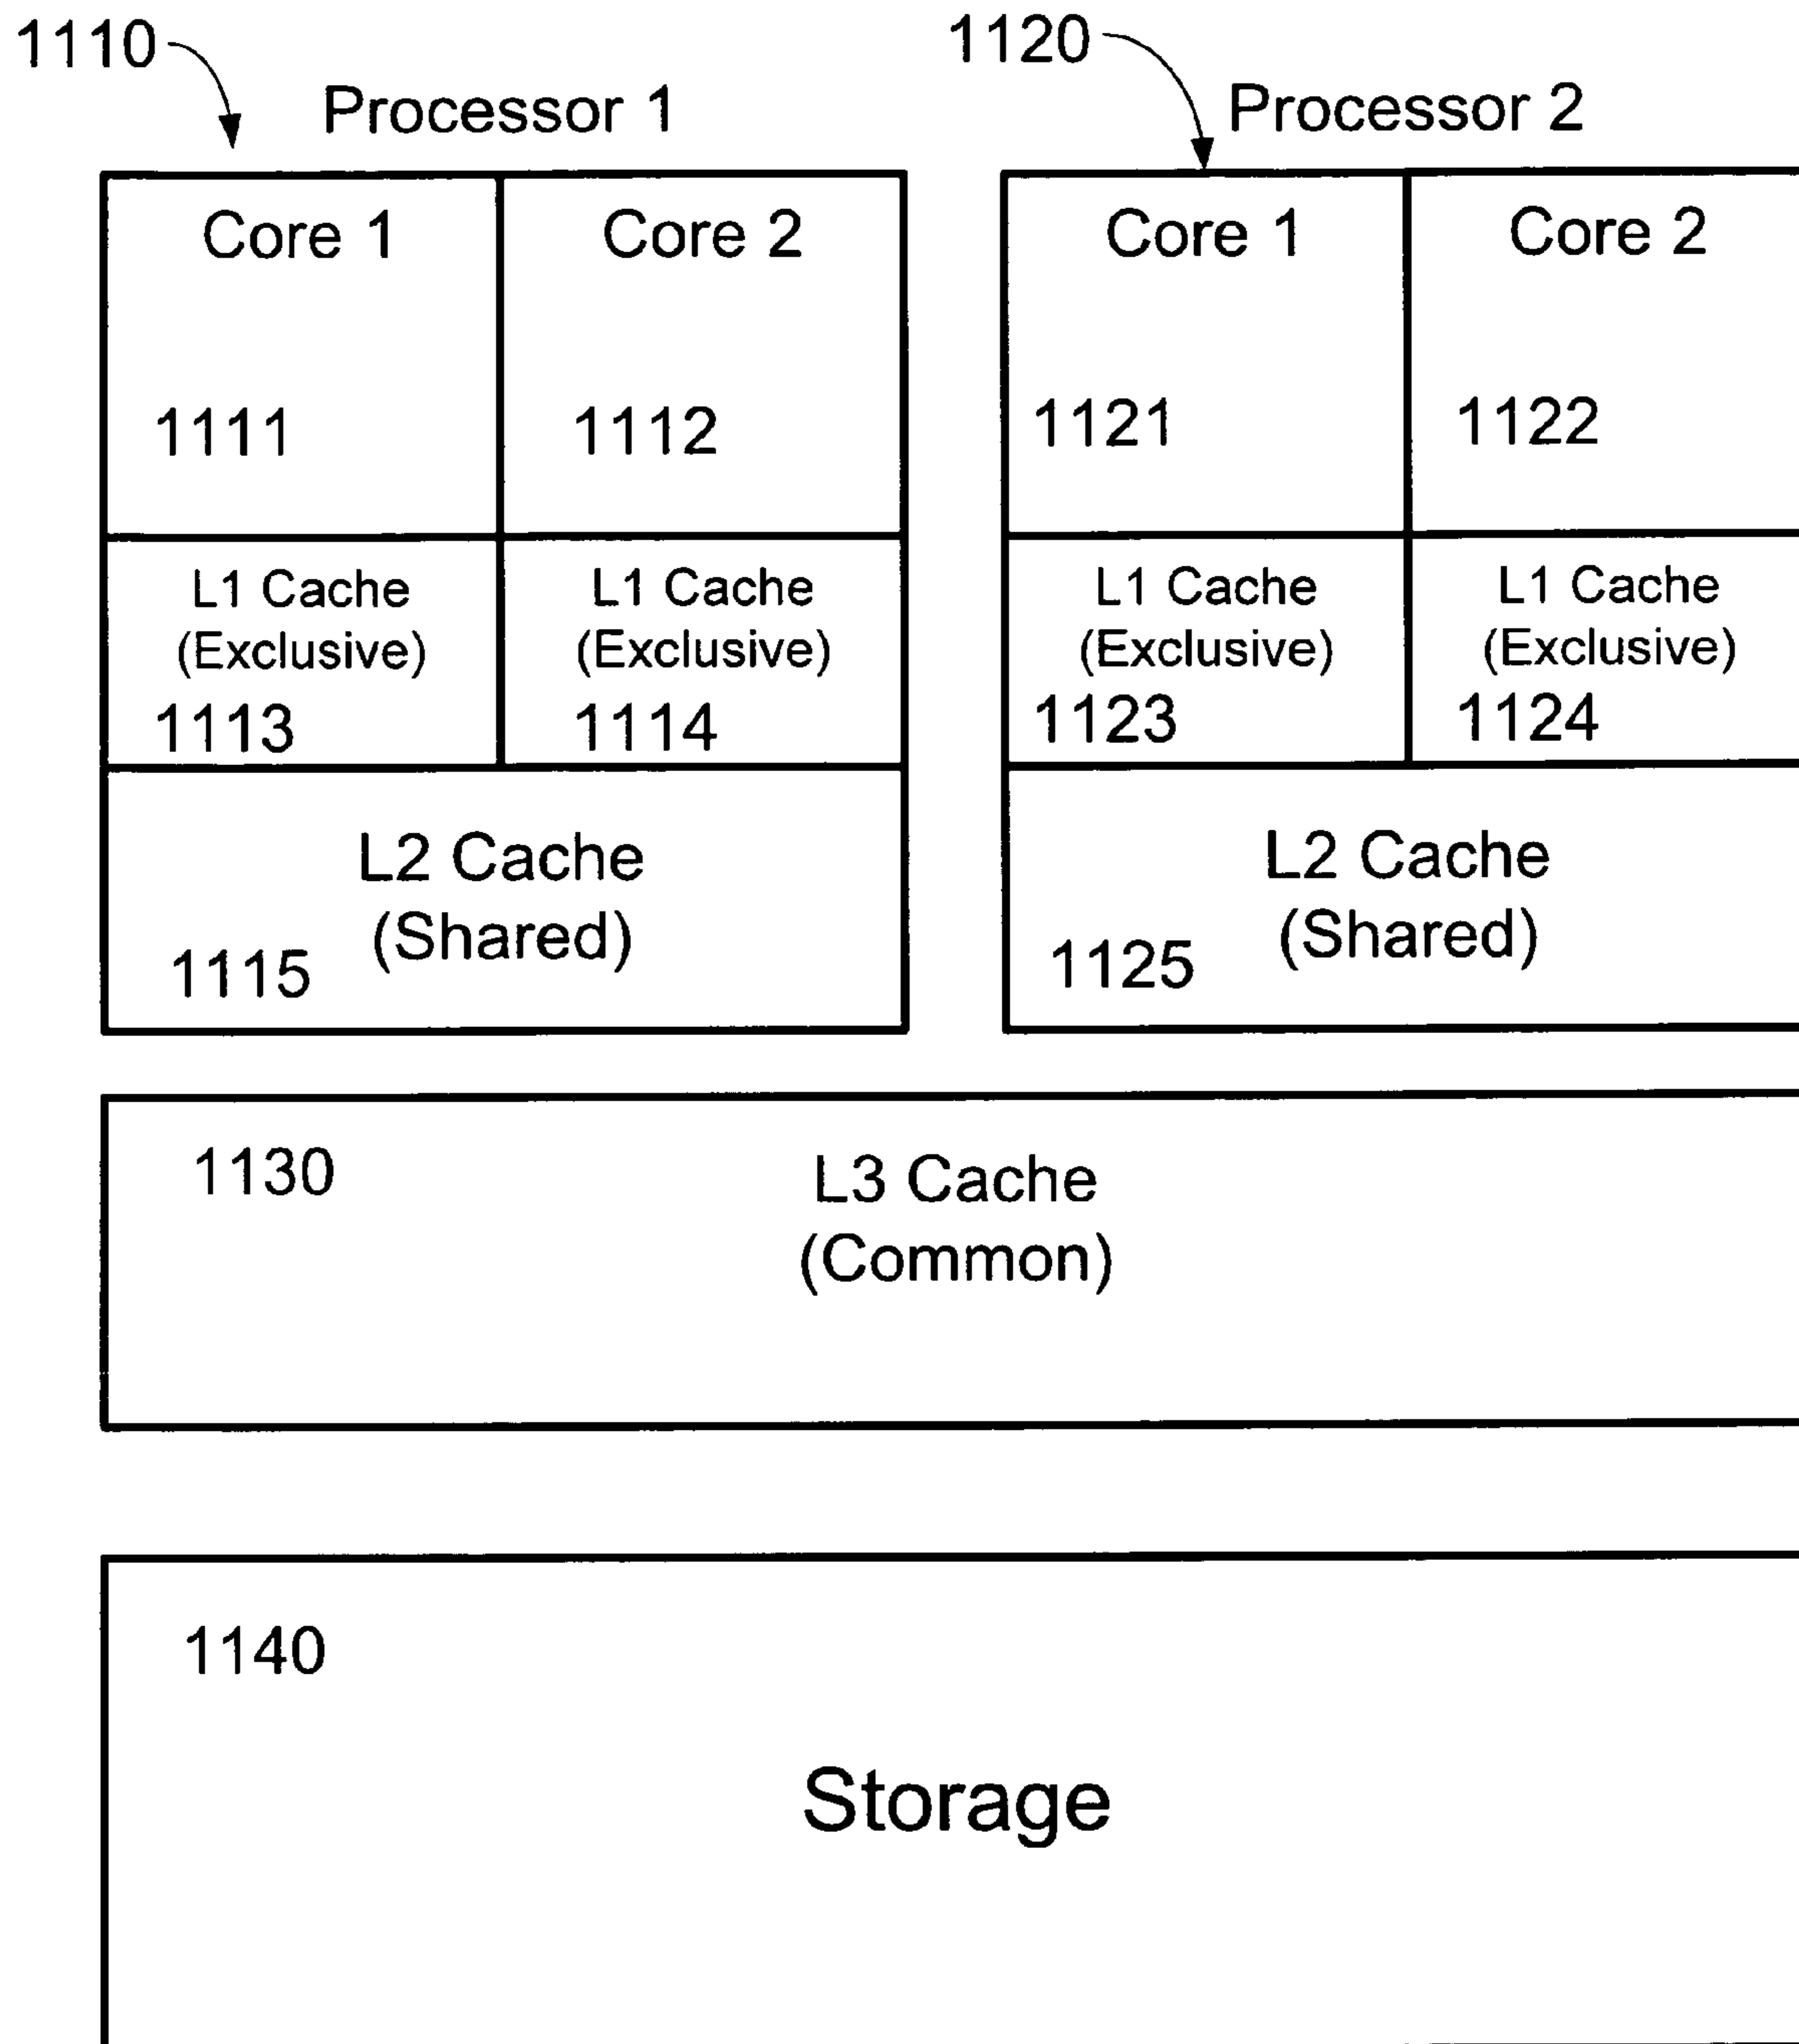 1110
1120
Processor 1
Processor 2
Core 1
Core 2
Core 1
Core 2
1111
1112
1121
1122
L1 Cache
(Exclusive)
1113
L1 Cache
(Exclusive)
1114
L1 Cache
(Exclusive)
1123
L1 Cache
(Exclusive)
1124
L2 Cache
(Shared)
1115
L2 Cache
(Shared)
1125
1130
L3 Cache
(Common)
1140
Storage